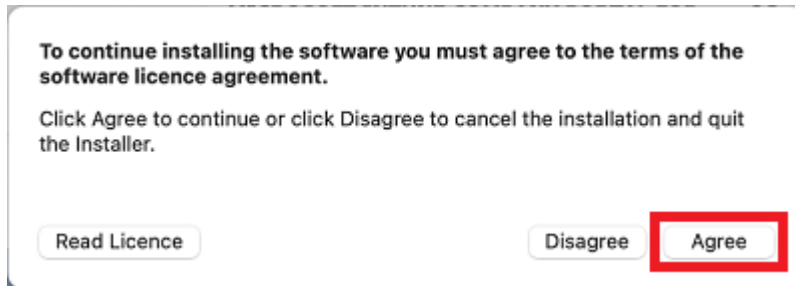 To continue installing the software you must agree to the terms of the
software licence agreement.
Click Agree to continue or click Disagree to cancel the installation and quit
the Installer.
Read Licence
Disagree
Agree